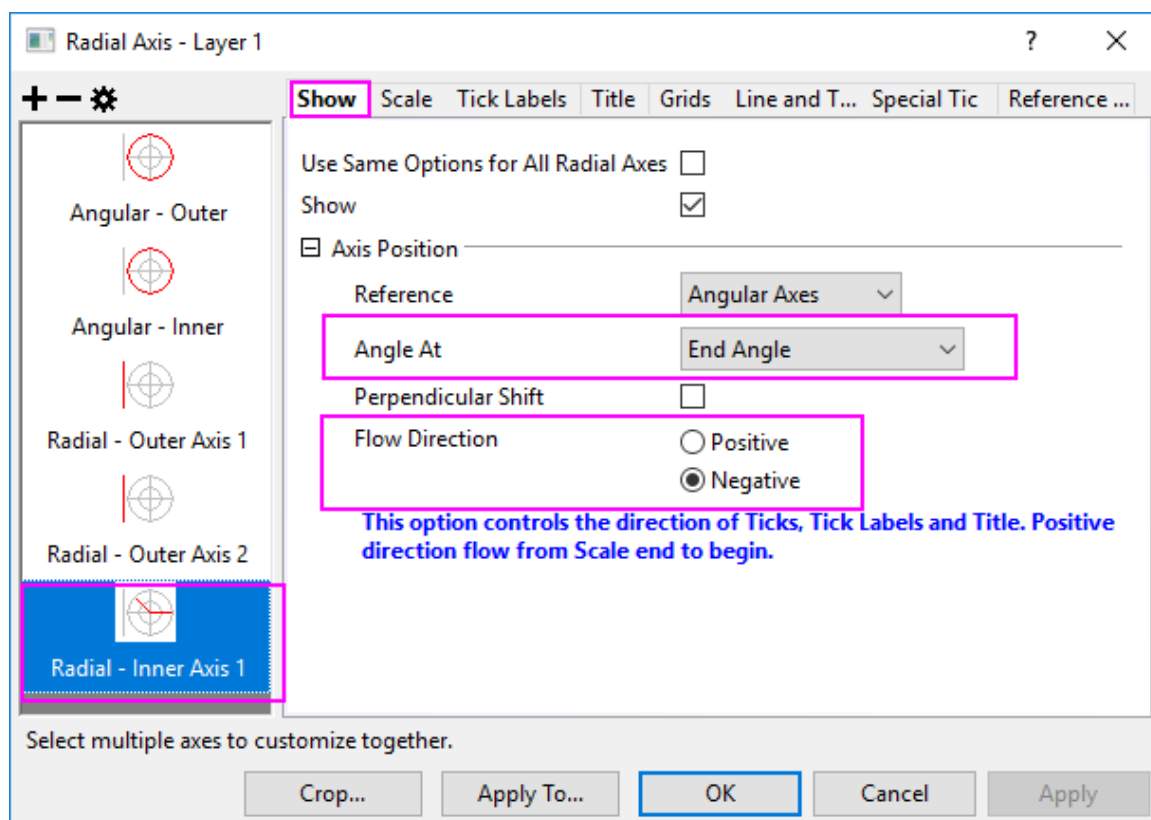 Radial Axis - Layer 1
?
Show Scale Tick Labels Title Grids Line and T... Special Tic Reference ...
Angular - Outer
Angular - Inner
Radial - Outer Axis 1
Radial - Outer Axis 2
Radial - Inner Axis 1
Use Same Options for All Radial Axes
Show
Axis Position
Reference Angular Axes
Angle At End Angle
Perpendicular Shift
Flow Direction Positive
Negative
This option controls the direction of Ticks, Tick Labels and Title. Positive
direction flow from Scale end to begin.
Select multiple axes to customize together.
Crop... Apply To... OK Cancel Apply